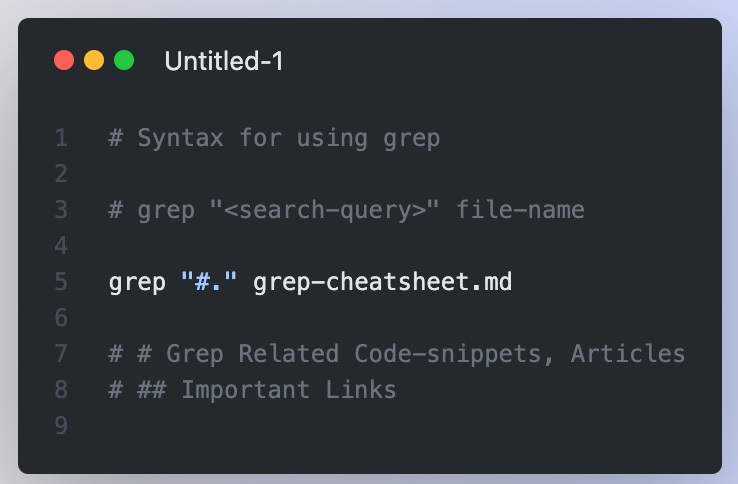 Untitled-1
1 # Syntax for using grep
2
3 # grep "<search-query>" file-name
4
5 grep "#." grep-cheatsheet.md
6
7 # # Grep Related Code-snippets, Articles
8 # ## Important Links
9